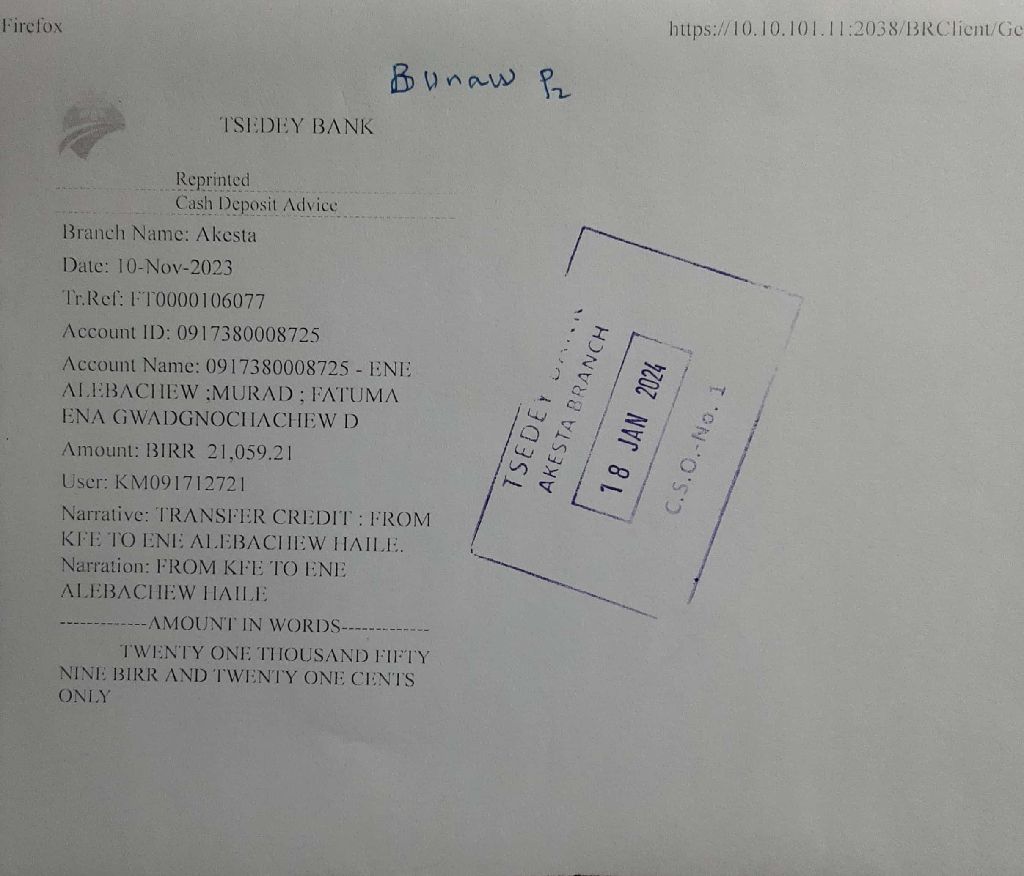 Firefox
https://10.10.101.11:2038/BRClient/Ge
Bunaw P2
TSEDEY BANK
Reprinted
Cash Deposit Advice
Branch Name: Akesta
Date: 10-Nov-2023
Tr.Ref: FT0000106077
Account ID: 0917380008725
Account Name: 0917380008725 - ENE
ALEBACHEW ;MURAD ; FATUMA
ENA GWADGNOCHACHEW D
Amount: BIRR 21,059.21
User: KM091712721
Narrative: TRANSFER CREDIT : FROM
KFE TO ENE ALEBACHEW HAILE.
Narration: FROM KFE TO ENE
ALEBACHEW HAILE
------------AMOUNT IN WORDS------------
TWENTY ONE THOUSAND FIFTY
NINE BIRR AND TWENTY ONE CENTS
ONLY
TSEDEY
AKESTA BRANCH
18 JAN 2024
C.S.O.-No. 1